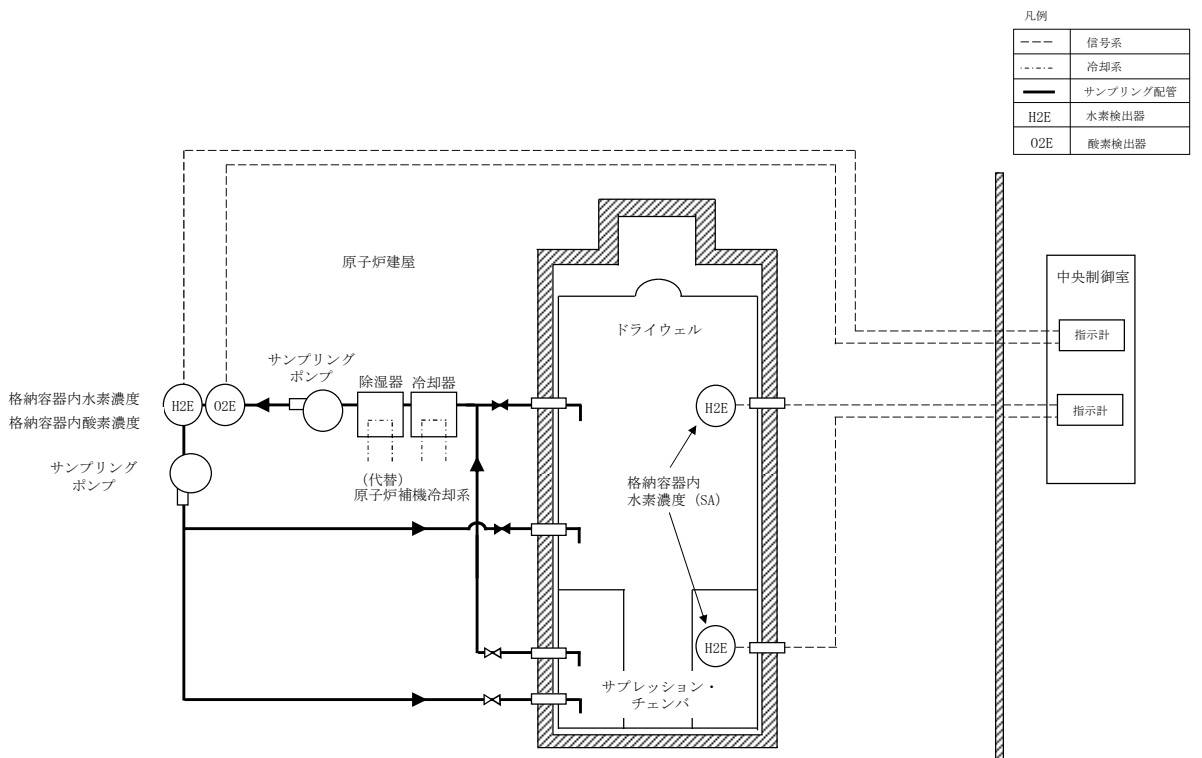 凡例
信号系
冷却系
サンプリング配管
H2E 水素検出器
O2E 酸素検出器
原子炉建屋
中央制御室
指示計
指示計
ドライウェル
サンプリング
ポンプ
除湿器
冷却器
格納容器内水素濃度
格納容器内酸素濃度
H2E
O2E
H2E
サンプリング
ポンプ
(代替)
原子炉補機冷却系
格納容器内
水素濃度 (SA)
H2E
サプレッション・
チェンバ